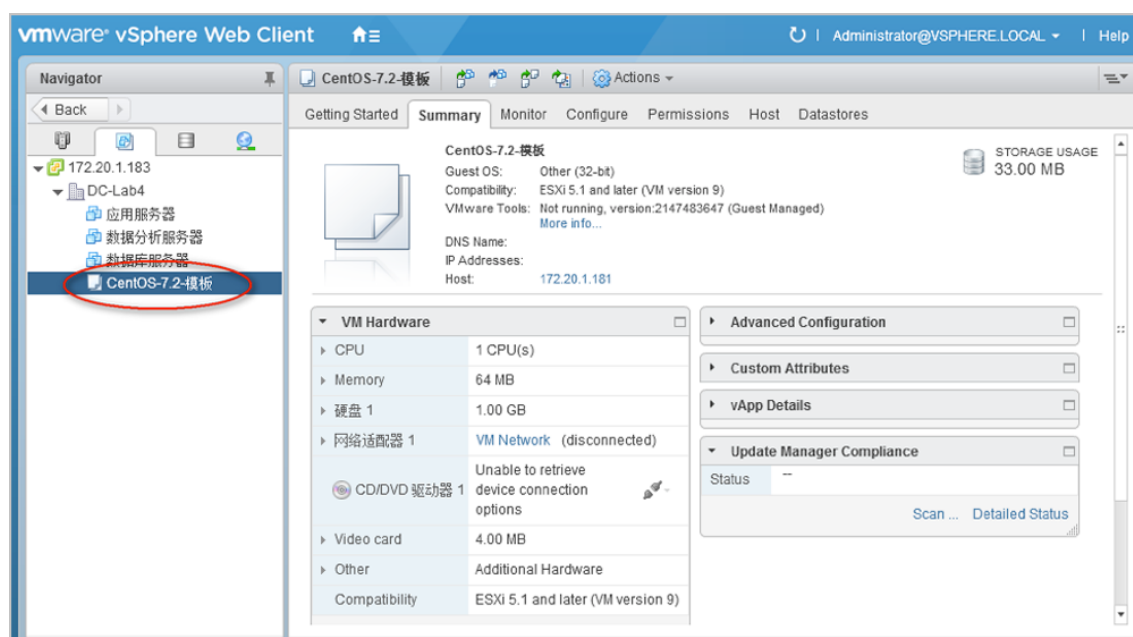 vmware® vSphere Web Client
Administrator@VSPHERE.LOCAL
Help
Navigator
Back
172.20.1.183
DC-Lab4
应用服务器
数据分析服务器
数据库服务器
CentOS-7.2-模板
CentOS-7.2-模板
Actions
Getting Started Summary Monitor Configure Permissions Host Datastores
CentOS-7.2-模板
Guest OS: Other (32-bit)
Compatibility: ESXi 5.1 and later (VM version 9)
VMware Tools: Not running, version:2147483647 (Guest Managed)
More info...
DNS Name:
IP Addresses:
Host: 172.20.1.181
STORAGE USAGE
33.00 MB
VM Hardware
CPU 1 CPU(s)
Memory 64 MB
硬盘 1 1.00 GB
网络适配器 1 VM Network (disconnected)
CD/DVD 驱动器 1 Unable to retrieve
device connection
options
Video card 4.00 MB
Other Additional Hardware
Compatibility ESXi 5.1 and later (VM version 9)
Advanced Configuration
Custom Attributes
vApp Details
Update Manager Compliance
Status --
Scan ... Detailed Status